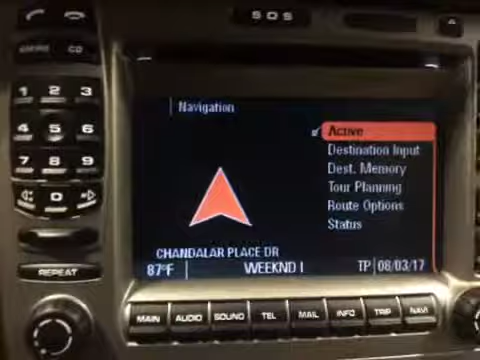 SOS
CD
1 2 3
4 5 6
7 8 9
0
REPEAT
Navigation
Active
Destination Input
Dest. Memory
Tour Planning
Route Options
Status
CHANDALAR PLACE DR
87°F
WEEKND I
TP
08/03/17
MAIN AUDIO SOUND TEL MAIL INFO TRIP NAVI